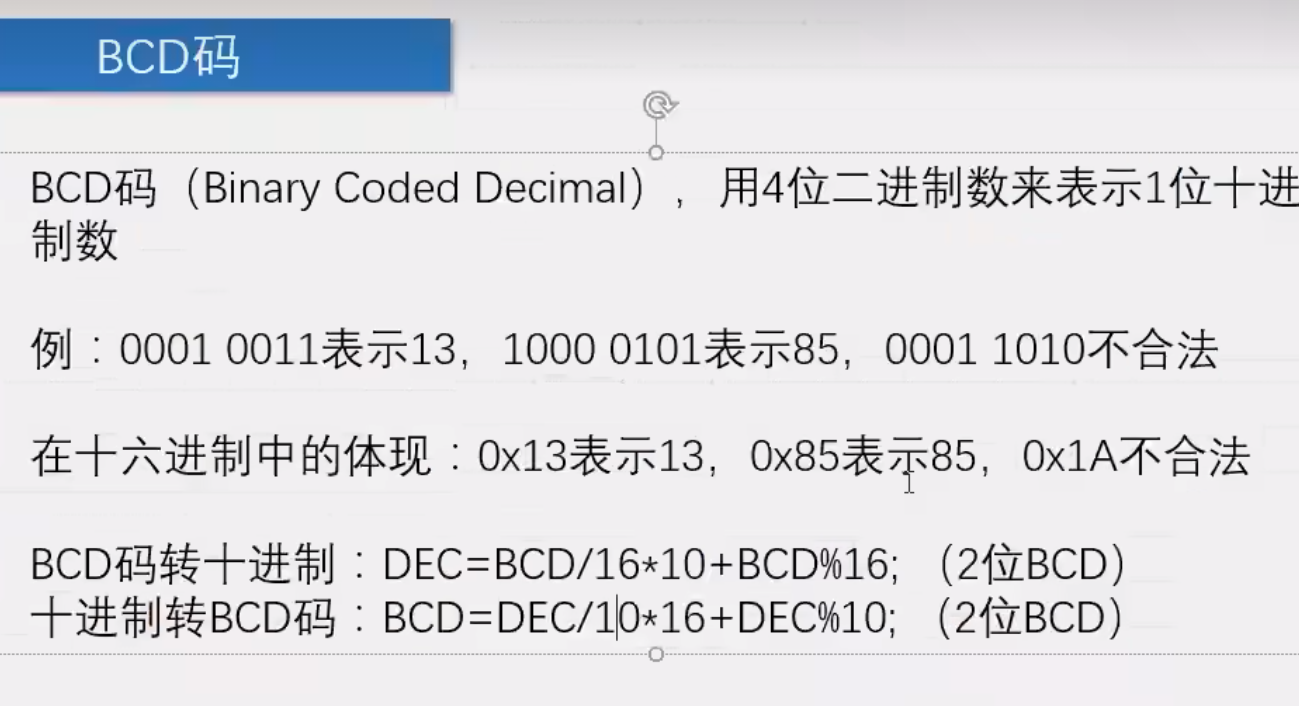 BCD码
BCD码（Binary Coded Decimal），用4位二进制数来表示1位十进
制数
例：0001 0011表示13，1000 0101表示85，0001 1010不合法
在十六进制中的体现：0x13表示13，0x85表示85，0x1A不合法
BCD码转十进制：DEC=BCD/16*10+BCD%16; （2位BCD）
十进制转BCD码：BCD=DEC/10*16+DEC%10; （2位BCD）